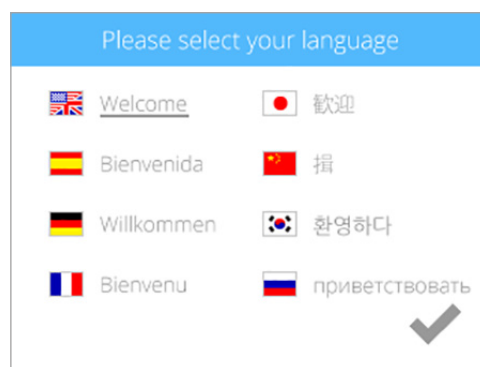 Please select your language
Welcome
歓迎
Bienvenida
揖
Willkommen
환영하다
Bienvenu
приветствовать